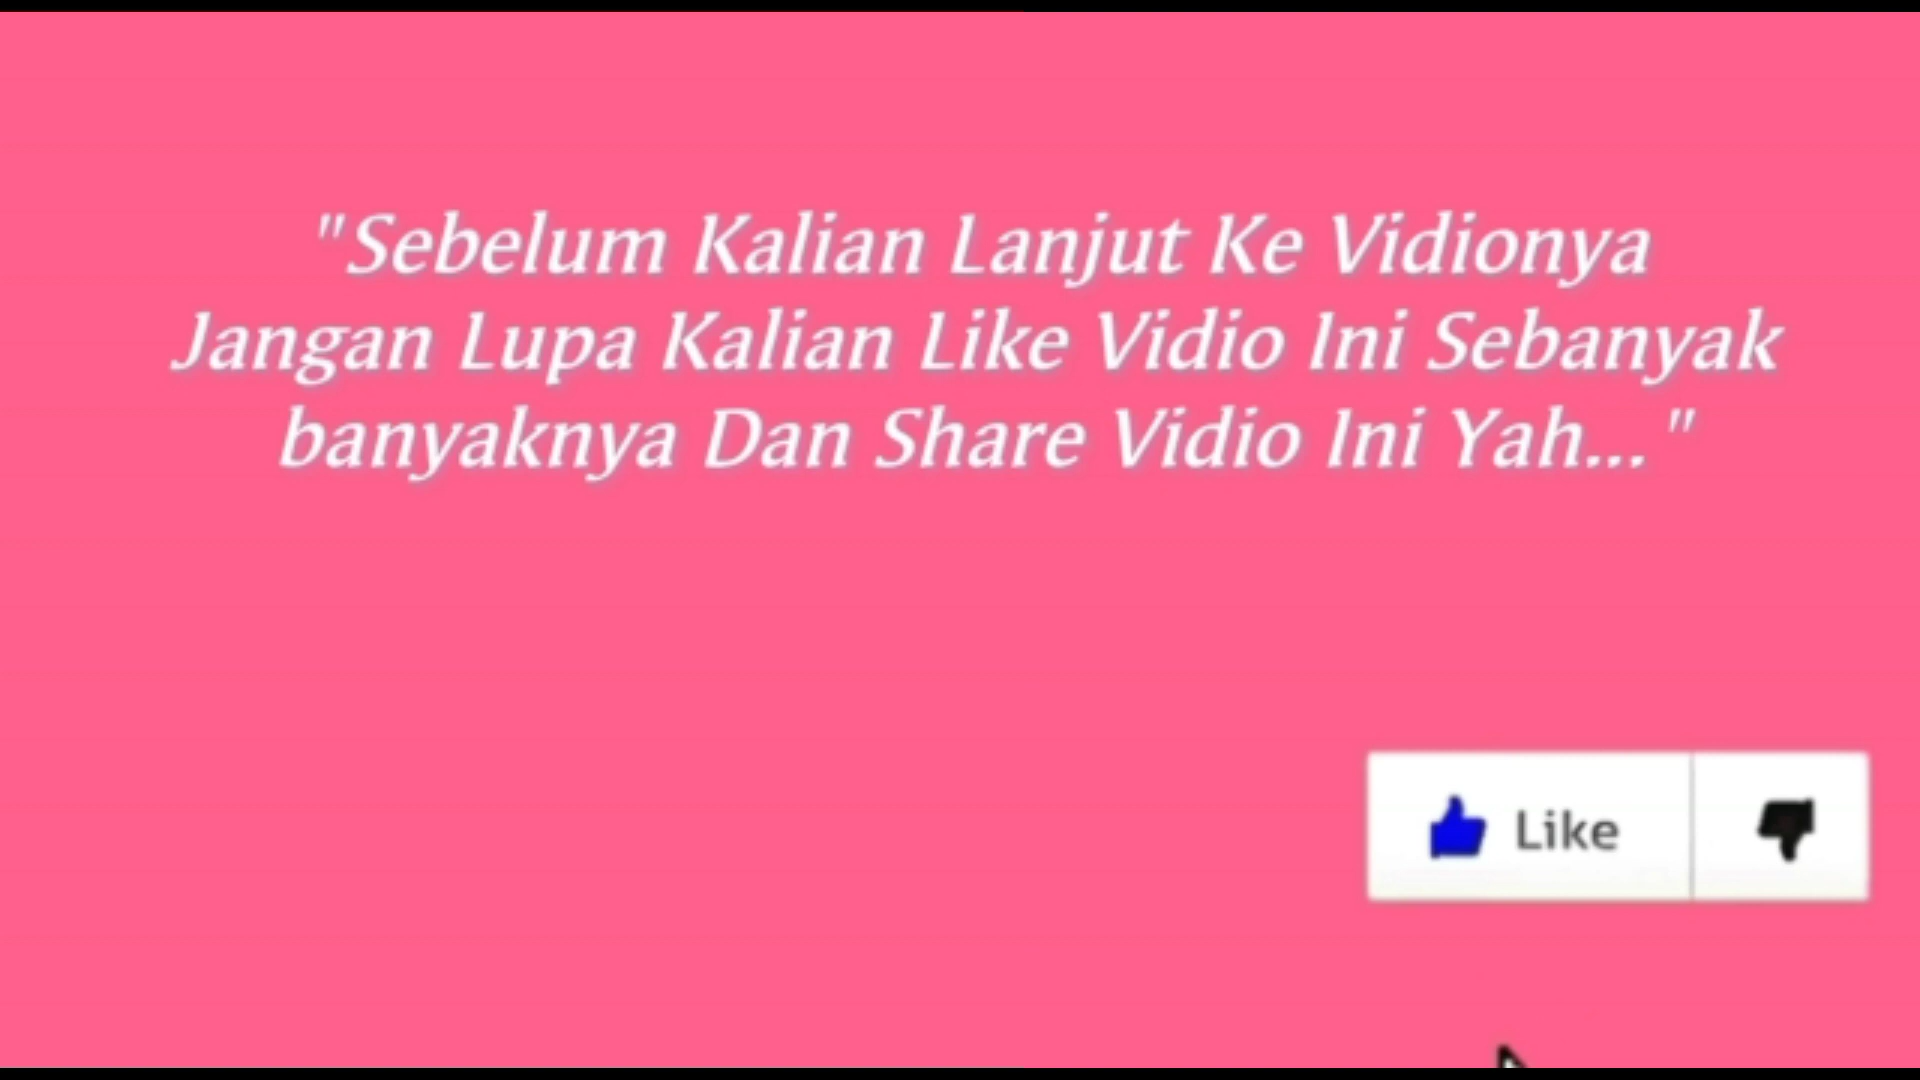 "Sebelum Kalian Lanjut Ke Vidionya
Jangan Lupa Kalian Like Vidio Ini Sebanyak
banyaknya Dan Share Vidio Ini Yah..."
Like